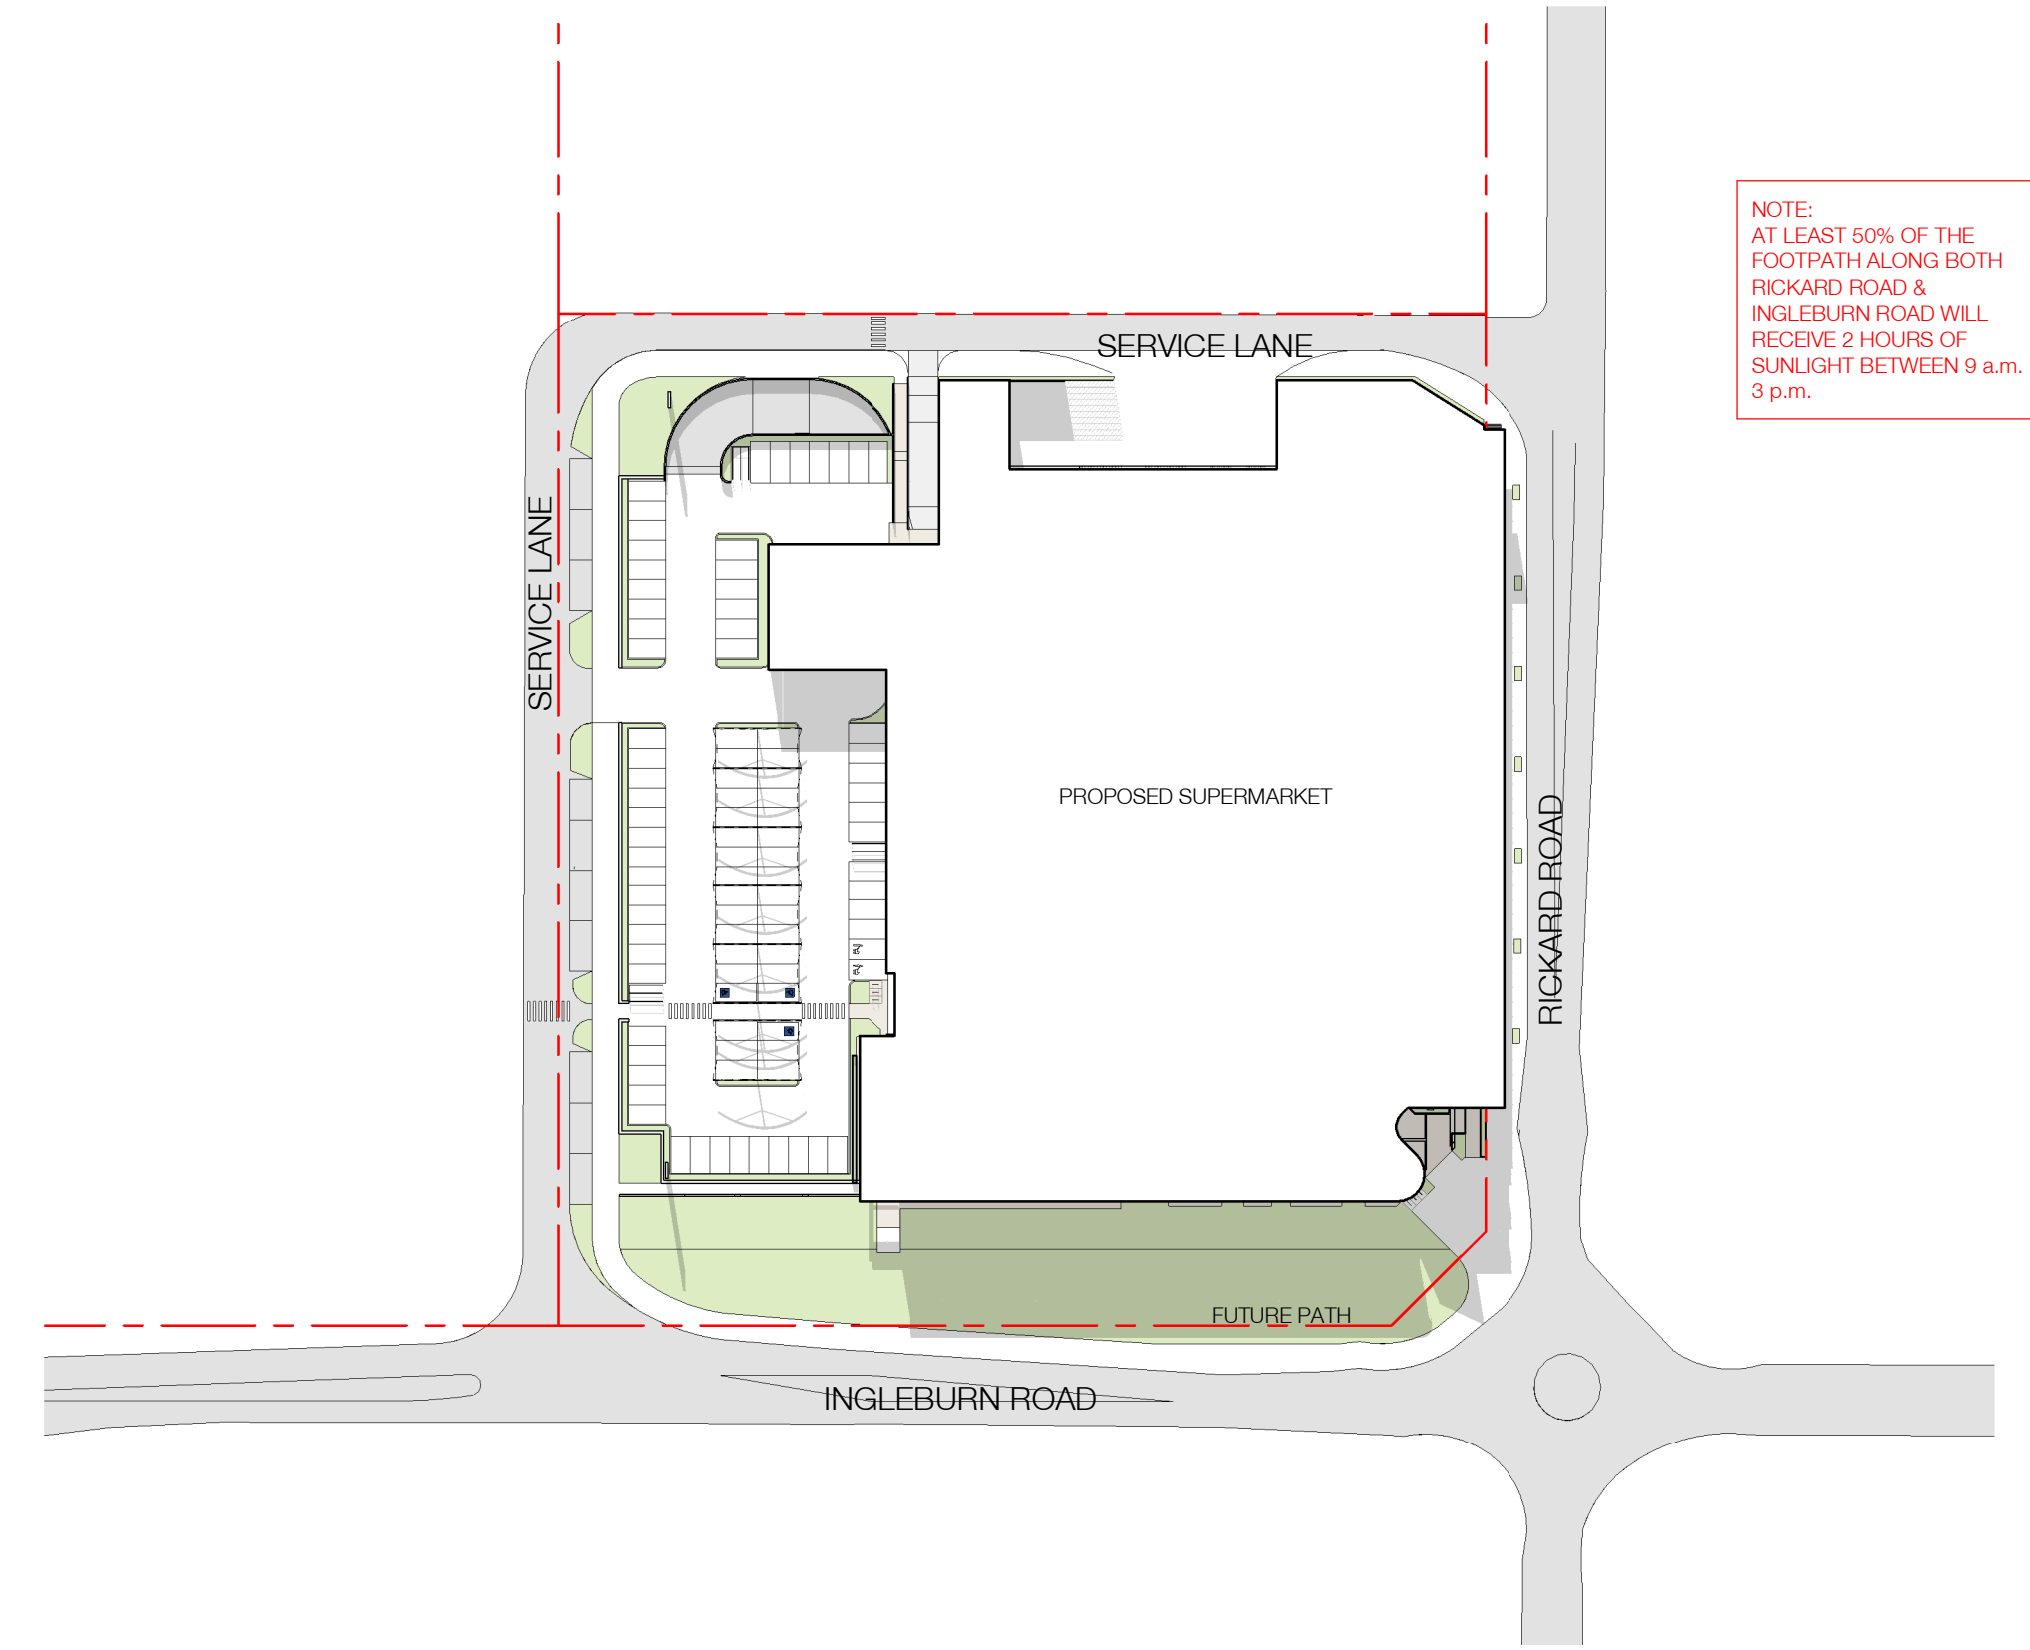 NOTE:
AT LEAST 50% OF THE
FOOTPATH ALONG BOTH
RICKARD ROAD &
INGLEBURN ROAD WILL
RECEIVE 2 HOURS OF
SUNLIGHT BETWEEN 9 a.m.
3 p.m.
SERVICE LANE
SERVICE LANE
PROPOSED SUPERMARKET
RICKARD ROAD
FUTURE PATH
INGLEBURN ROAD